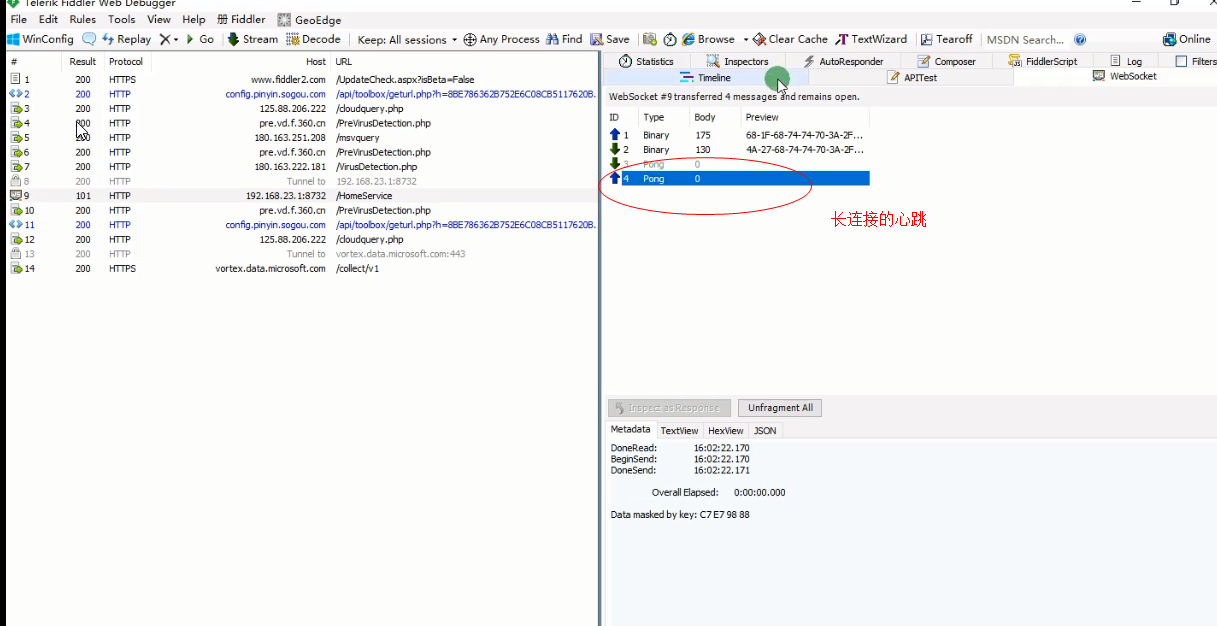 Telerik Fiddler Web Debugger
File Edit Rules Tools View Help Fiddler GeoEdge
WinConfig Replay Go Stream Decode Keep: All sessions Any Process Find Save Browse Clear Cache TextWizard Tearoff MSDN Search... Online
# Result Protocol Host URL
1 200 HTTPS www.fiddler2.com /UpdateCheck.aspx?isBeta=False
2 200 HTTP config.pinyin.sogou.com /api/toolbox/geturl.php?h=8BE786362B752E6C08CB5117620B.
3 200 HTTP 125.88.206.222 /cloudquery.php
4 200 HTTP pre.vd.f.360.cn /PreVirusDetection.php
5 200 HTTP 180.163.251.208 /msvquery
6 200 HTTP pre.vd.f.360.cn /PreVirusDetection.php
7 200 HTTP 180.163.222.181 /VirusDetection.php
8 200 HTTP Tunnel to 192.168.23.1:8732
9 101 HTTP 192.168.23.1:8732 /HomeService
10 200 HTTP pre.vd.f.360.cn /PreVirusDetection.php
11 200 HTTP config.pinyin.sogou.com /api/toolbox/geturl.php?h=8BE786362B752E6C08CB5117620B.
12 200 HTTP 125.88.206.222 /cloudquery.php
13 200 HTTP Tunnel to vortex.data.microsoft.com:443
14 200 HTTPS vortex.data.microsoft.com /collect/v1
Statistics Inspectors AutoResponder Composer FiddlerScript Log Filters
Timeline APITest WebSocket
WebSocket #9 transferred 4 messages and remains open.
ID Type Body Preview
1 Binary 175 68-1F-68-74-74-70-3A-2F...
2 Binary 130 4A-27-68-74-74-70-3A-2F...
3 Pong 0
4 Pong 0
长连接的心跳
Inspect as Response Unfragment All
Metadata TextView HexView JSON
DoneRead: 16:02:22.170
BeginSend: 16:02:22.170
DoneSend: 16:02:22.171
Overall Elapsed: 0:00:00.000
Data masked by key: C7 E7 98 88